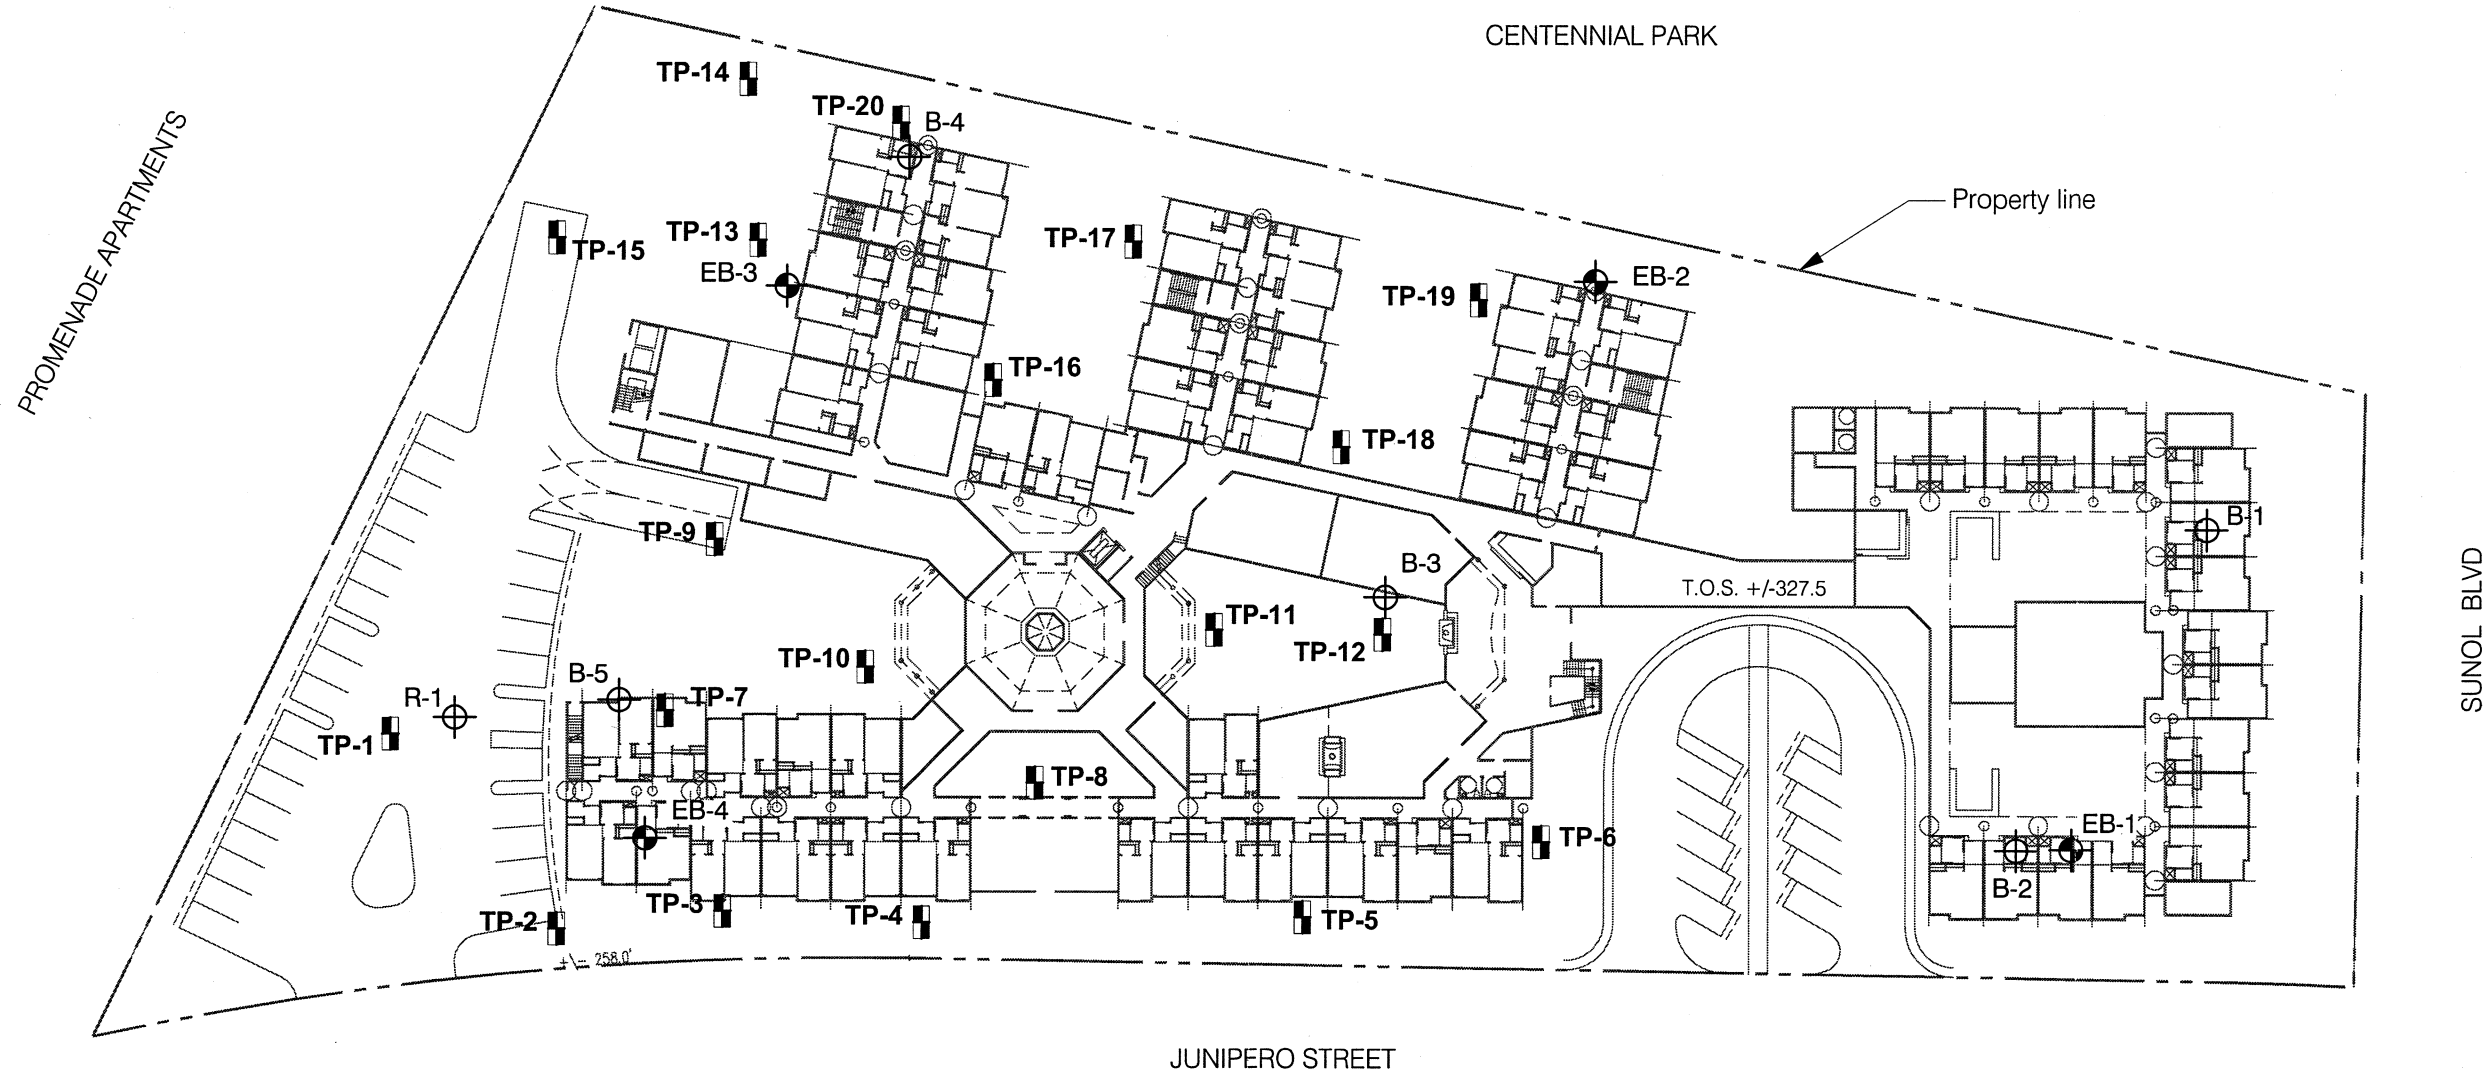 CENTENNIAL PARK
TP-14
TP-20
B-4
PROMENADE APARTMENTS
Property line
TP-13
TP-15
TP-17
EB-3
EB-2
TP-19
TP-16
TP-18
B-1
TP-9
B-3
T.O.S. +/-327.5
SUNOL BLVD
TP-11
TP-12
TP-10
B-5
R-1
TP-7
TP-1
TP-8
EB-4
TP-6
EB-1
B-2
TP-3
TP-4
TP-5
TP-2
+\- 258.0'
JUNIPERO STREET